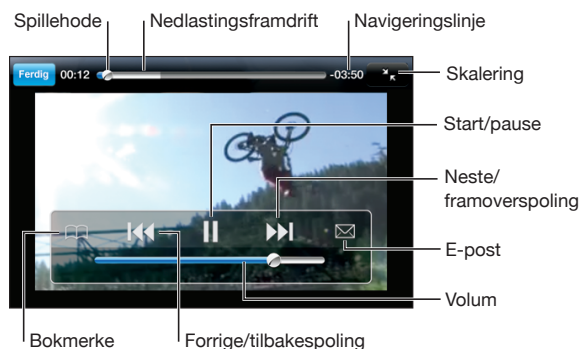 Spillehode
Nedlastingsframdrift
Navigeringslinje
Ferdig 00:12 -03:50
Skalering
Start/pause
Neste/
framoverspoling
E-post
Volum
Bokmerke
Forrige/tilbakespoling